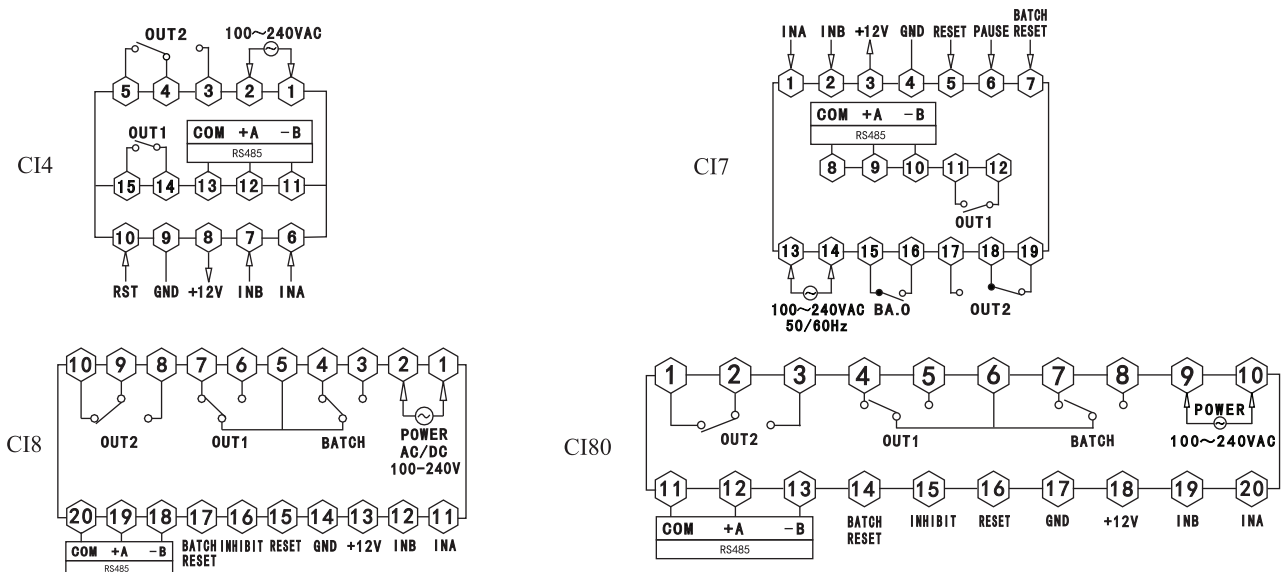 CI4
OUT2 100~240VAC
5 4 3 2 1
OUT1
COM +A -B
RS485
15 14 13 12 11
10 9 8 7 6
RST GND +12V INB INA
CI7
INA INB +12V GND RESET PAUSE BATCH RESET
1 2 3 4 5 6 7
COM +A -B
RS485
8 9 10 11 12
OUT1
13 14 15 16 17 18 19
100~240VAC BA.O OUT2
50/60Hz
CI8
10 9 8 7 6 5 4 3 2 1
OUT2 OUT1 BATCH
POWER
AC/DC
100-240V
20 19 18 17 16 15 14 13 12 11
COM +A -B
RS485
BATCH RESET INHIBIT RESET GND +12V INB INA
CI80
1 2 3 4 5 6 7 8 9 10
OUT2 OUT1 BATCH
POWER
100~240VAC
11 12 13 14 15 16 17 18 19 20
COM +A -B
RS485
BATCH RESET INHIBIT RESET GND +12V INB INA